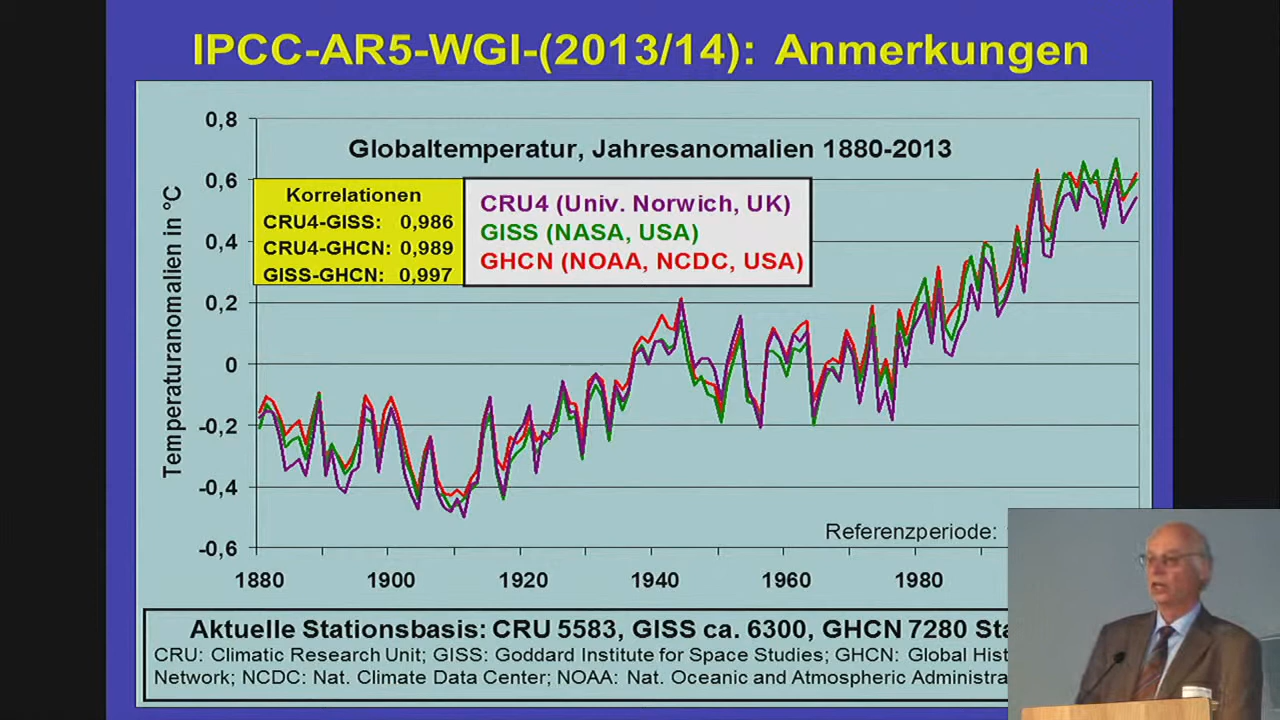 IPCC-AR5-WGI-(2013/14): Anmerkungen
Globaltemperatur, Jahresanomalien 1880-2013
Korrelationen
CRU4-GISS: 0,986
CRU4-GHCN: 0,989
GISS-GHCN: 0,997
CRU4 (Univ. Norwich, UK)
GISS (NASA, USA)
GHCN (NOAA, NCDC, USA)
Temperaturanomalien in °C
0,8
0,6
0,4
0,2
0
-0,2
-0,4
-0,6
Referenzperiode:
1880 1900 1920 1940 1960 1980
Aktuelle Stationsbasis: CRU 5583, GISS ca. 6300, GHCN 7280 Sta
CRU: Climatic Research Unit; GISS: Goddard Institute for Space Studies; GHCN: Global Hist
Network; NCDC: Nat. Climate Data Center; NOAA: Nat. Oceanic and Atmospheric Administra